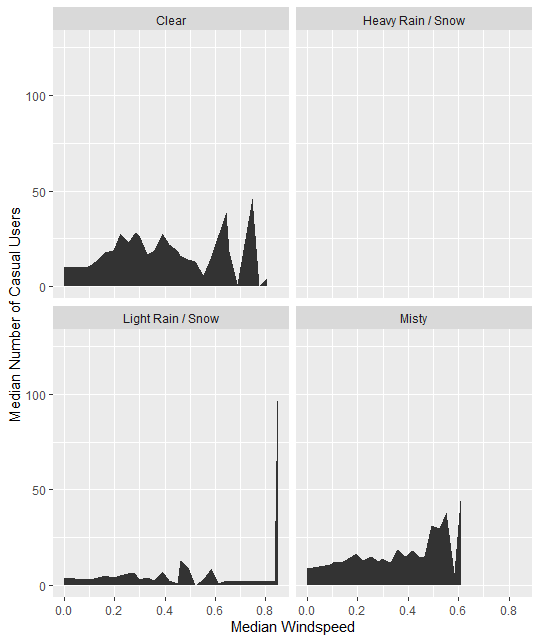 Clear
Heavy Rain / Snow
100
50
0
Light Rain / Snow
Misty
100
50
0
0.0 0.2 0.4 0.6 0.8 0.0 0.2 0.4 0.6 0.8
Median Windspeed
Median Number of Casual Users